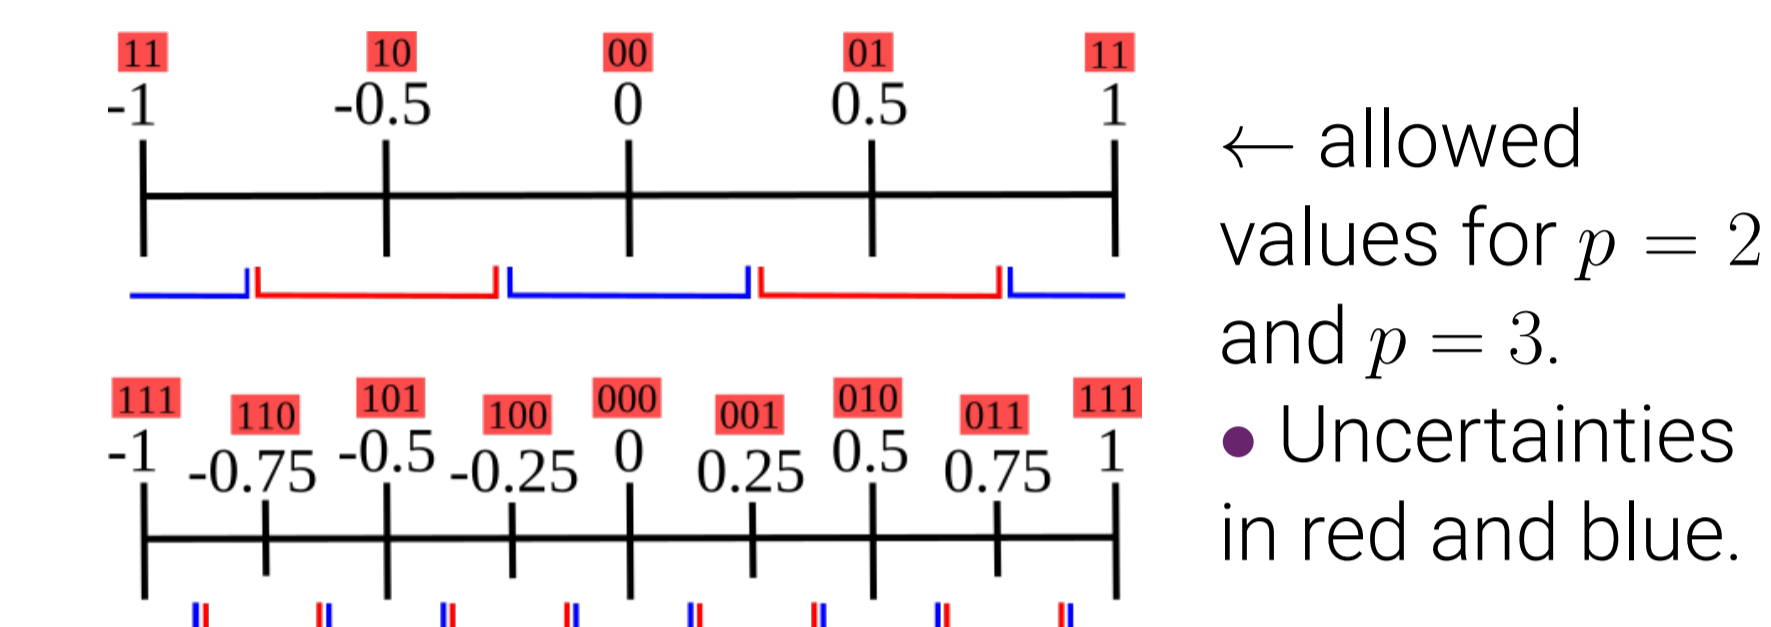 11 10 00 01 11
-1 -0.5 0 0.5 1
111 110 101 100 000 001 010 011 111
-1 -0.75 -0.5 -0.25 0 0.25 0.5 0.75 1
← allowed
values for p = 2
and p = 3.
• Uncertainties
in red and blue.